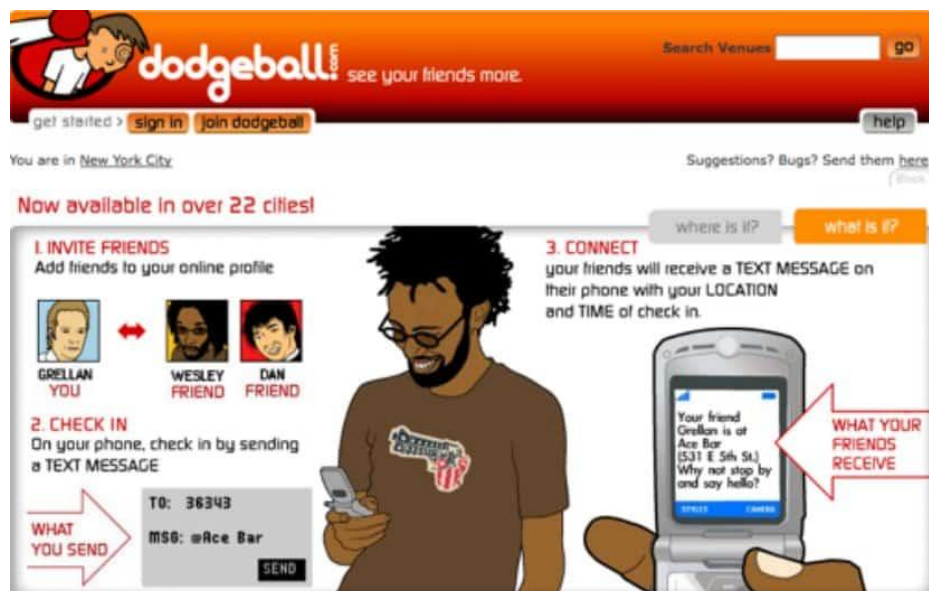 dodgeball.com
see your friends more.
Search Venues
go
get started >
sign in
join dodgeball
help
You are in New York City
Suggestions? Bugs? Send them here
Now available in over 22 cities!
where is it?
what is it?
1. INVITE FRIENDS
Add friends to your online profile
GRELLAN
YOU
WESLEY
FRIEND
DAN
FRIEND
2. CHECK IN
On your phone, check in by sending
a TEXT MESSAGE
WHAT
YOU SEND
TO: 36343
MSG: @Ace Bar
SEND
3. CONNECT
your friends will receive a TEXT MESSAGE on
their phone with your LOCATION
and TIME of check in.
Your friend
Grellan is at
Ace Bar
(531 E 5th St.)
Why not stop by
and say hello?
STYLES
CAMERA
WHAT YOUR
FRIENDS
RECEIVE